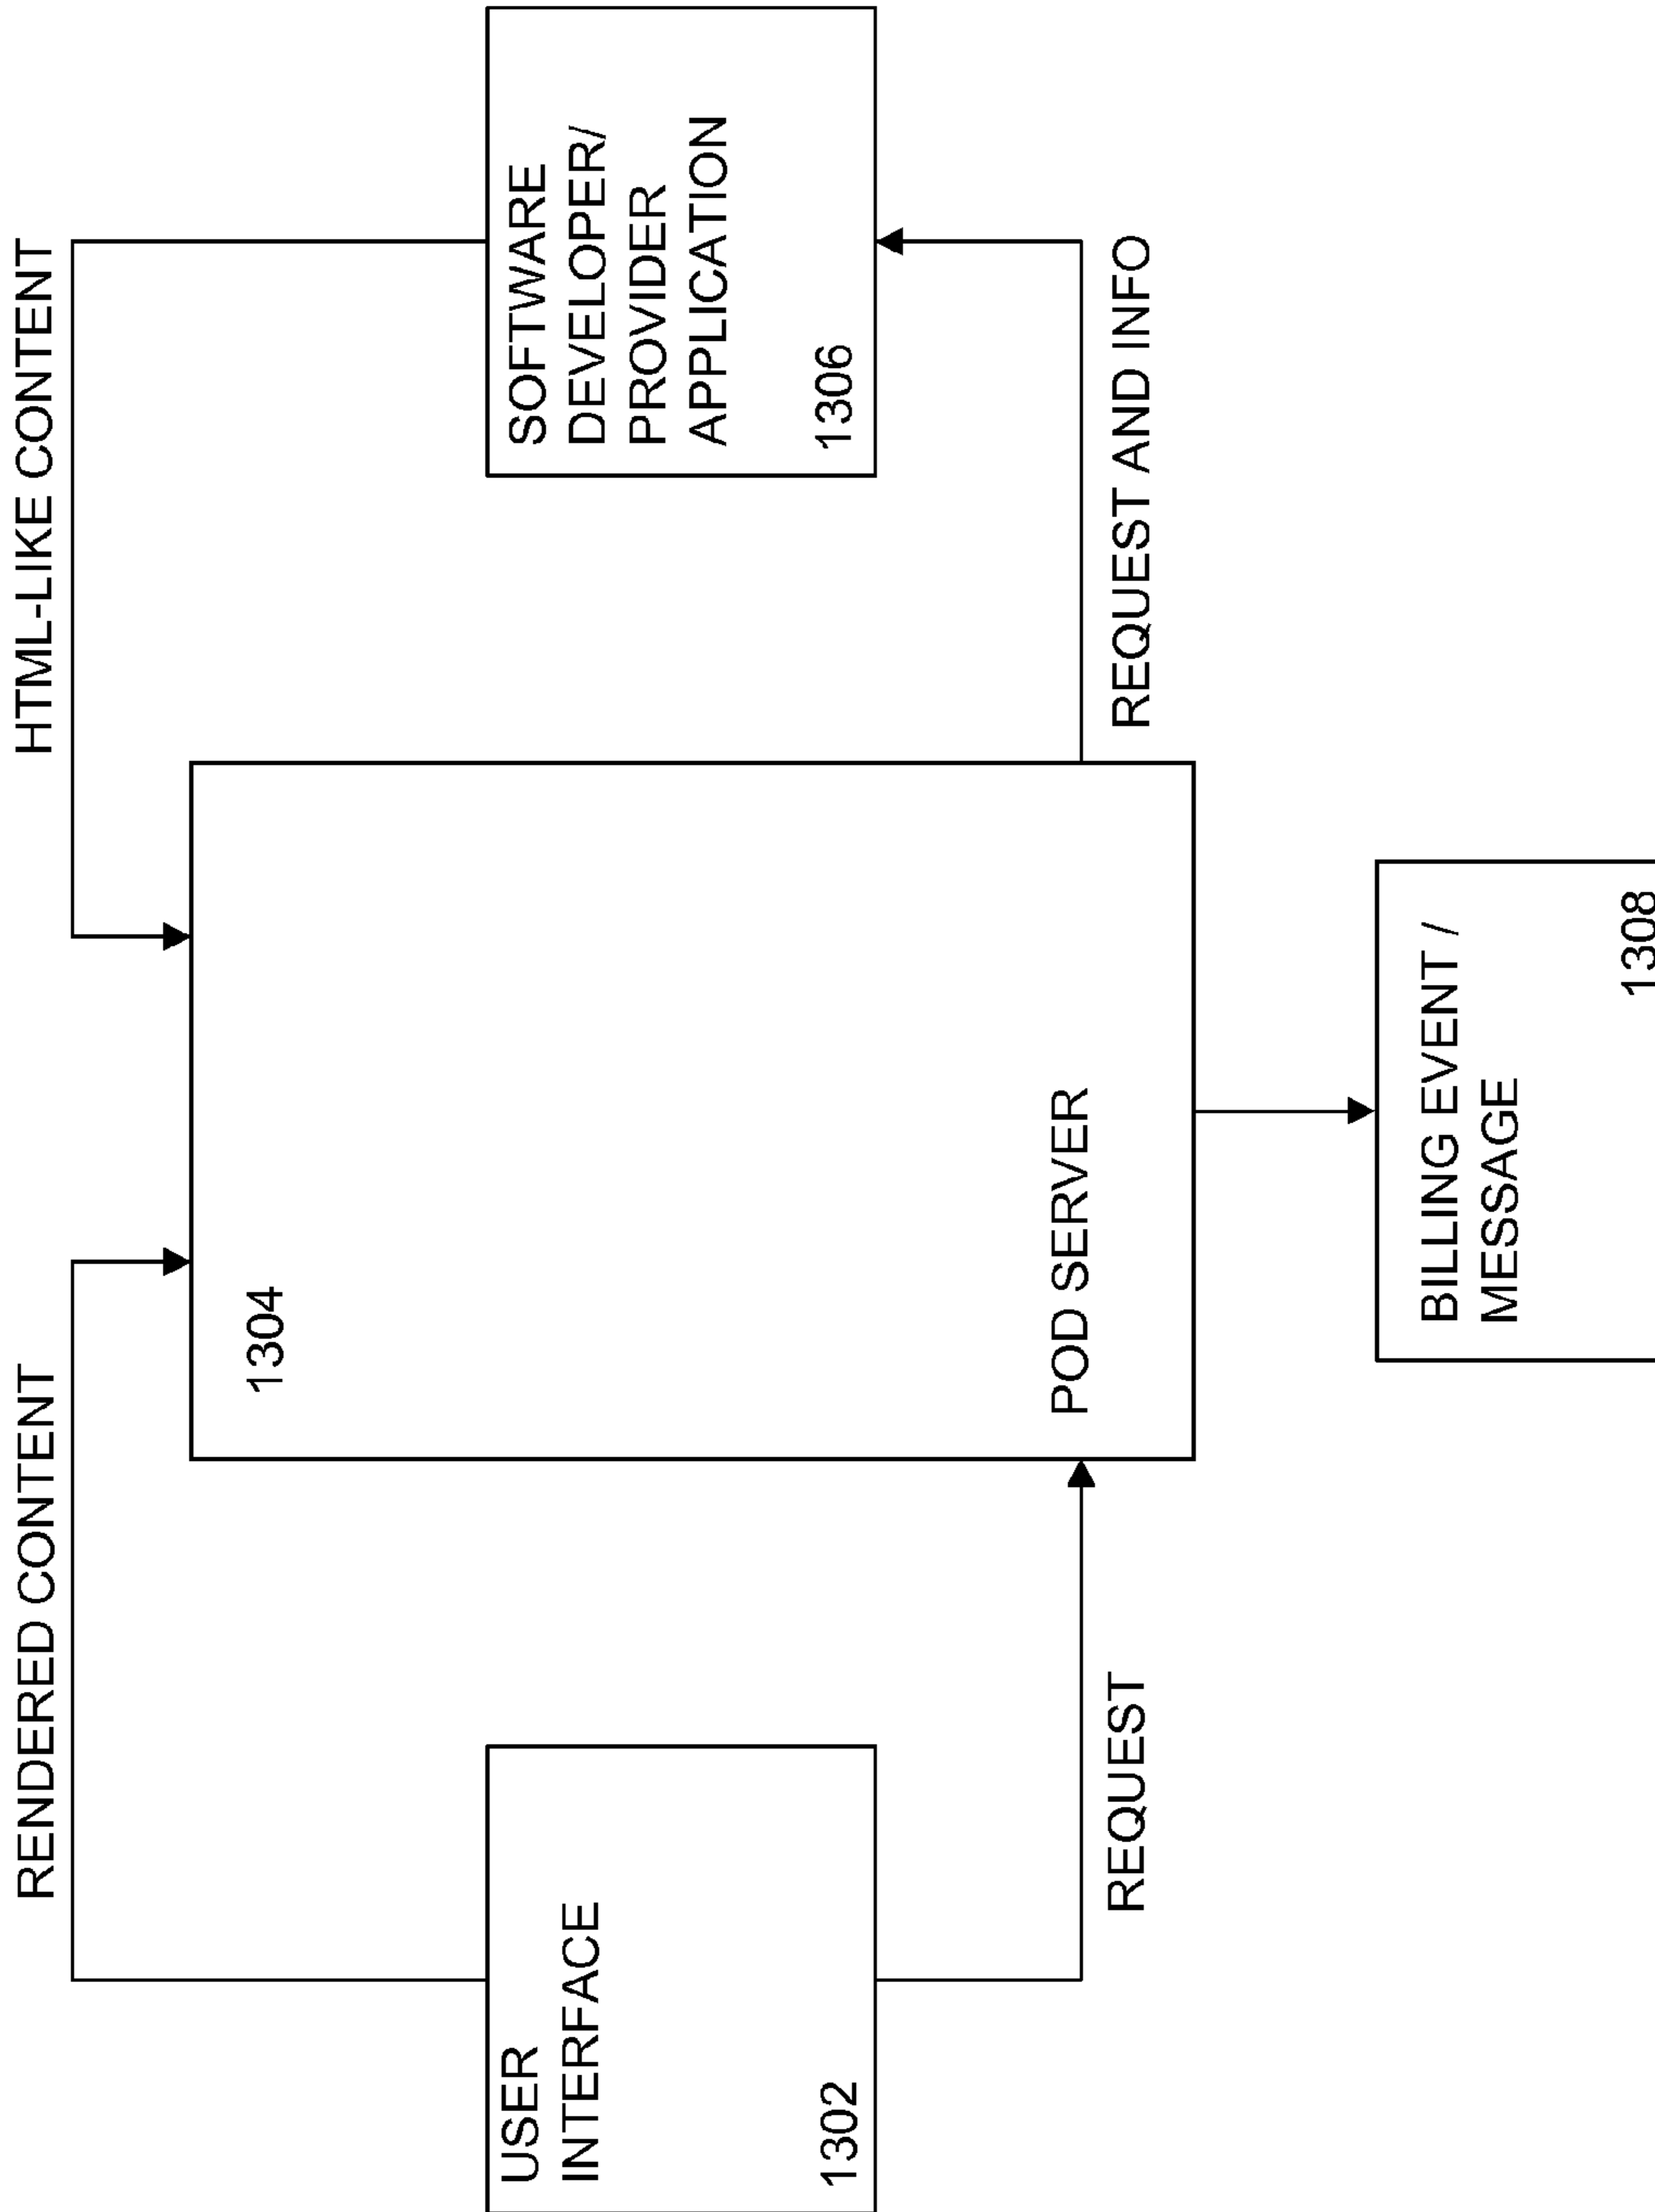 RENDERED CONTENT
HTML-LIKE CONTENT
1304
USER
INTERFACE
1302
SOFTWARE
DEVELOPER/
PROVIDER
APPLICATION
1306
POD SERVER
REQUEST
REQUEST AND INFO
BILLING EVENT /
MESSAGE
1308